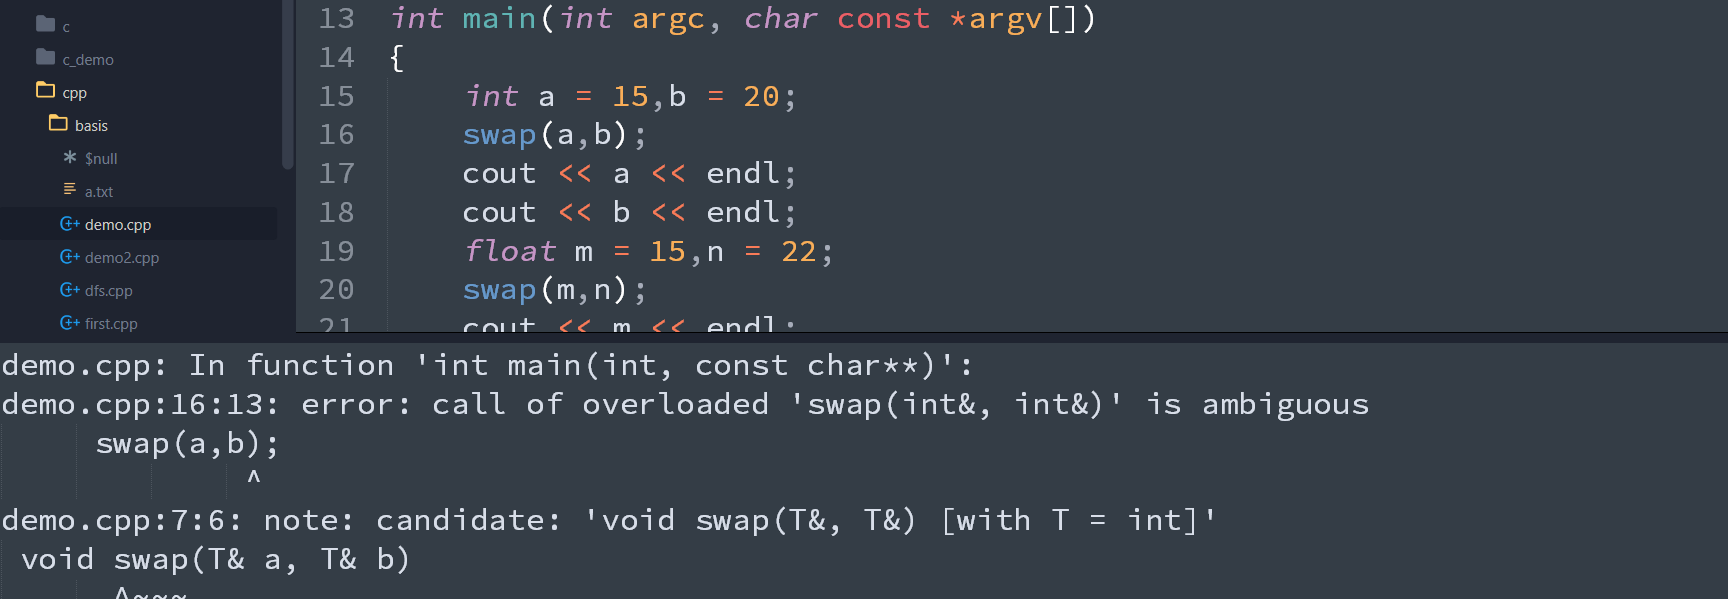 c
c_demo
cpp
basis
$null
a.txt
demo.cpp
demo2.cpp
dfs.cpp
first.cpp
13 int main(int argc, char const *argv[])
14 {
15 int a = 15,b = 20;
16 swap(a,b);
17 cout << a << endl;
18 cout << b << endl;
19 float m = 15,n = 22;
20 swap(m,n);
21 cout << m << endl;
demo.cpp: In function 'int main(int, const char**)':
demo.cpp:16:13: error: call of overloaded 'swap(int&, int&)' is ambiguous
swap(a,b);
^
demo.cpp:7:6: note: candidate: 'void swap(T&, T&) [with T = int]'
void swap(T& a, T& b)
^~~~